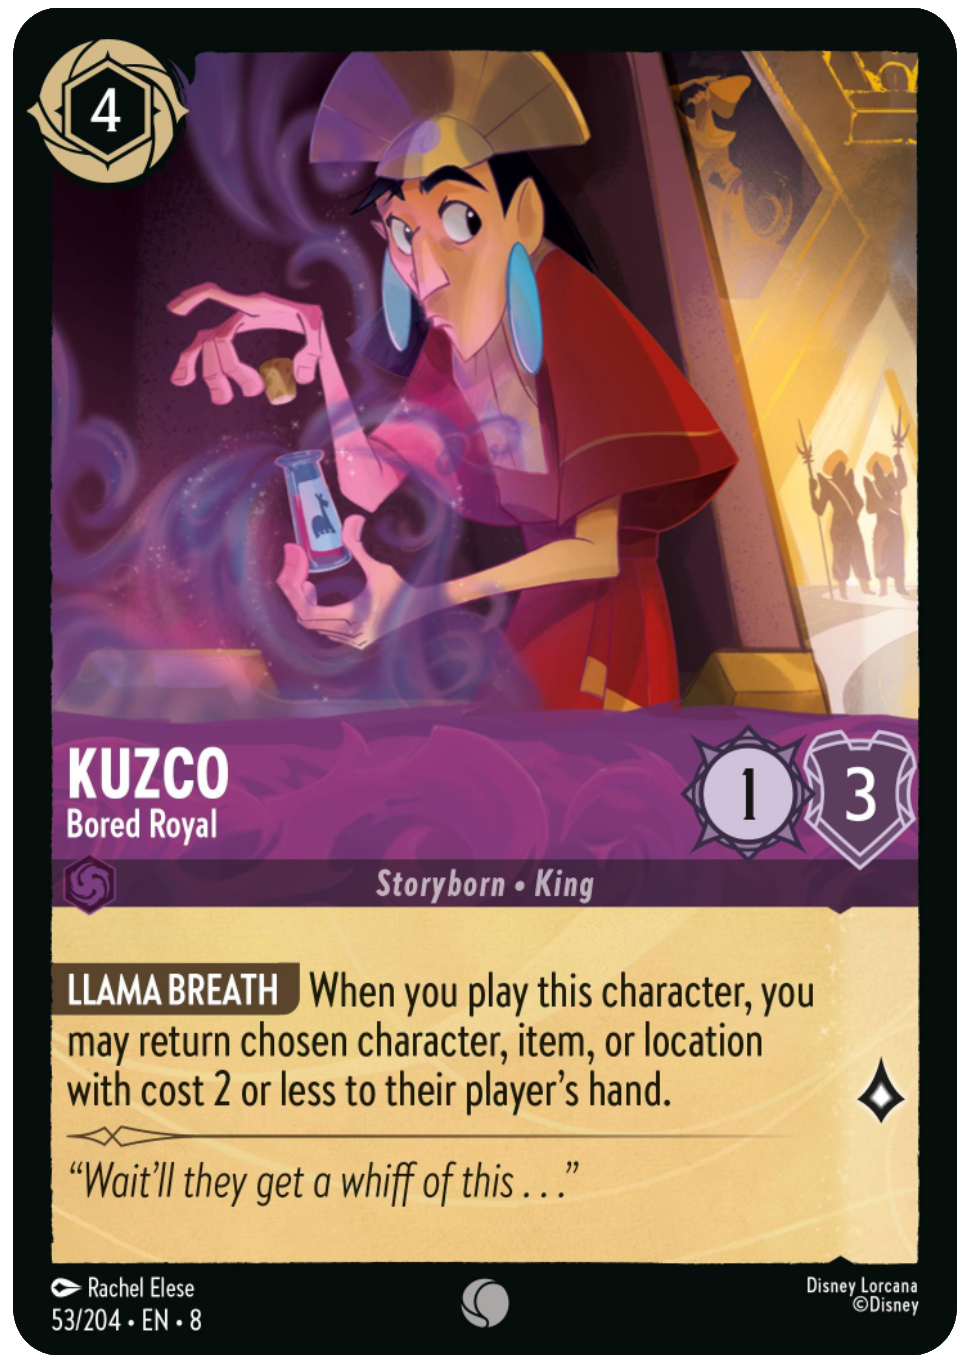 4
KUZCO
Bored Royal
1
3
Storyborn • King
LLAMA BREATH When you play this character, you
may return chosen character, item, or location
with cost 2 or less to their player's hand.
“Wait'll they get a whiff of this . . .”
Rachel Elese
53/204 • EN • 8
Disney Lorcana
©Disney